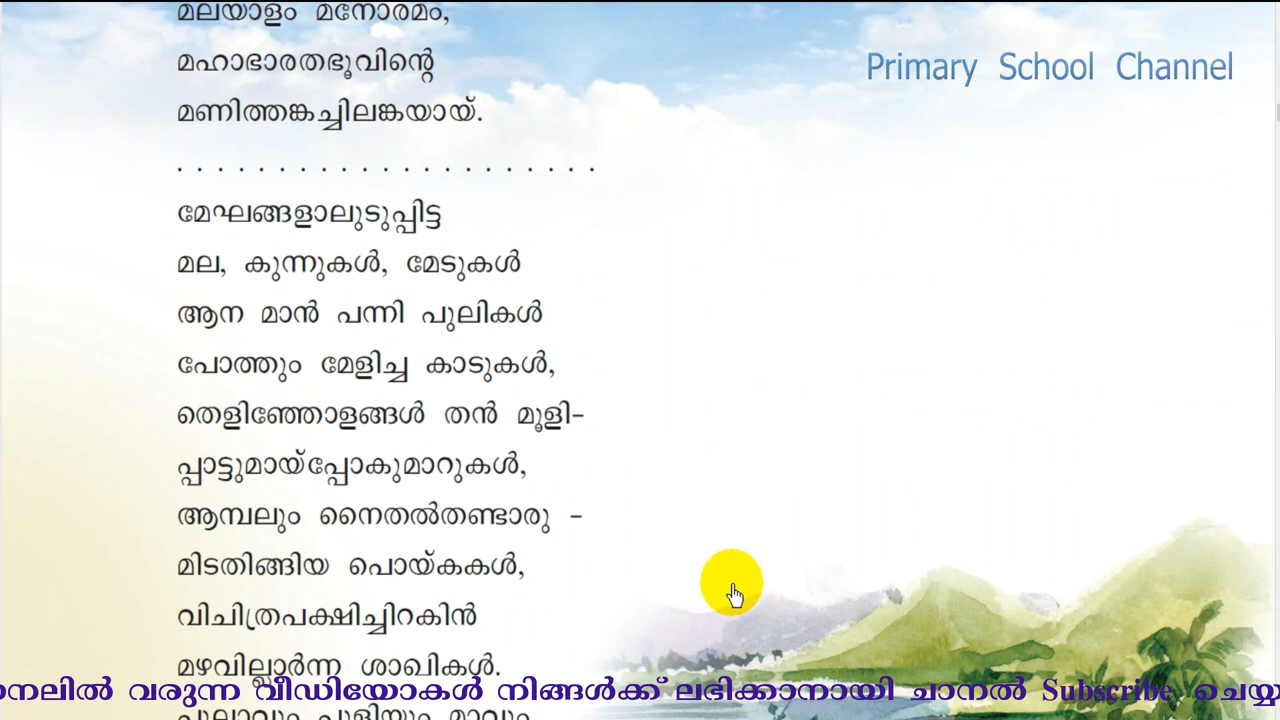 മലയാളം മനോരമം,
Primary School Channel
മഹാഭാരതഭൂവിന്റെ
മണിത്തങ്കച്ചിലങ്കയായ്.
. . . . . . . . . . . . . . . . . . . . .
മേഘങ്ങളാലുടുപ്പിട്ട
മല, കുന്നുകൾ, മേടുകൾ
ആന മാൻ പന്നി പുലികൾ
പോത്തും മേളിച്ച കാടുകൾ,
തെളിഞ്ഞോളങ്ങൾ തൻ മൂളി-
പ്പാട്ടുമായ്പ്പോകുമാറുകൾ,
ആമ്പലും നൈതൽതണ്ടാരു -
മിടതിങ്ങിയ പൊയ്കകൾ,
വിചിത്രപക്ഷിച്ചിറകിൻ
മഴവില്ലാർന്ന ശാഖികൾ.
നലിൽ വരുന്ന വീഡിയോകൾ നിങ്ങൾക്ക് ലഭിക്കാനായി ചാനൽ Subscribe ചെയ്യു
പ്ലാവും പുളിയും മാവും